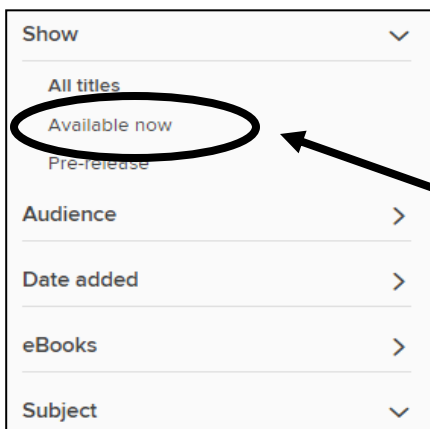 Show
All titles
Available now
Pre-release
Audience
Date added
eBooks
Subject